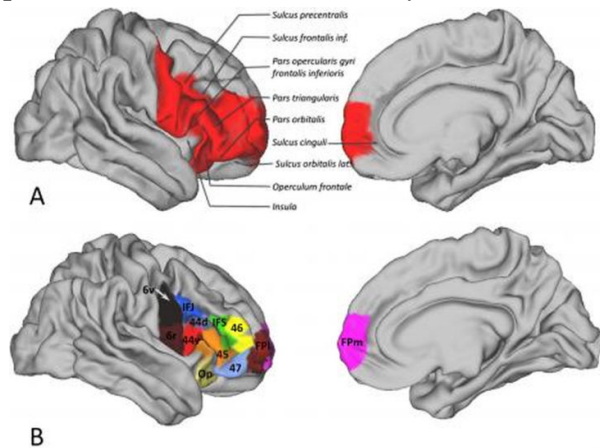 Sulcus precentralis
Sulcus frontalis inf.
Pars opercularis gyri
frontalis inferioris
Pars triangularis
Pars orbitalis
Sulcus cinguli
Sulcus orbitalis lat.
Operculum frontale
Insula
A
6v
IFJ
44d
IFS
46
6r
44v
45
FPl
47
Op
FPm
B